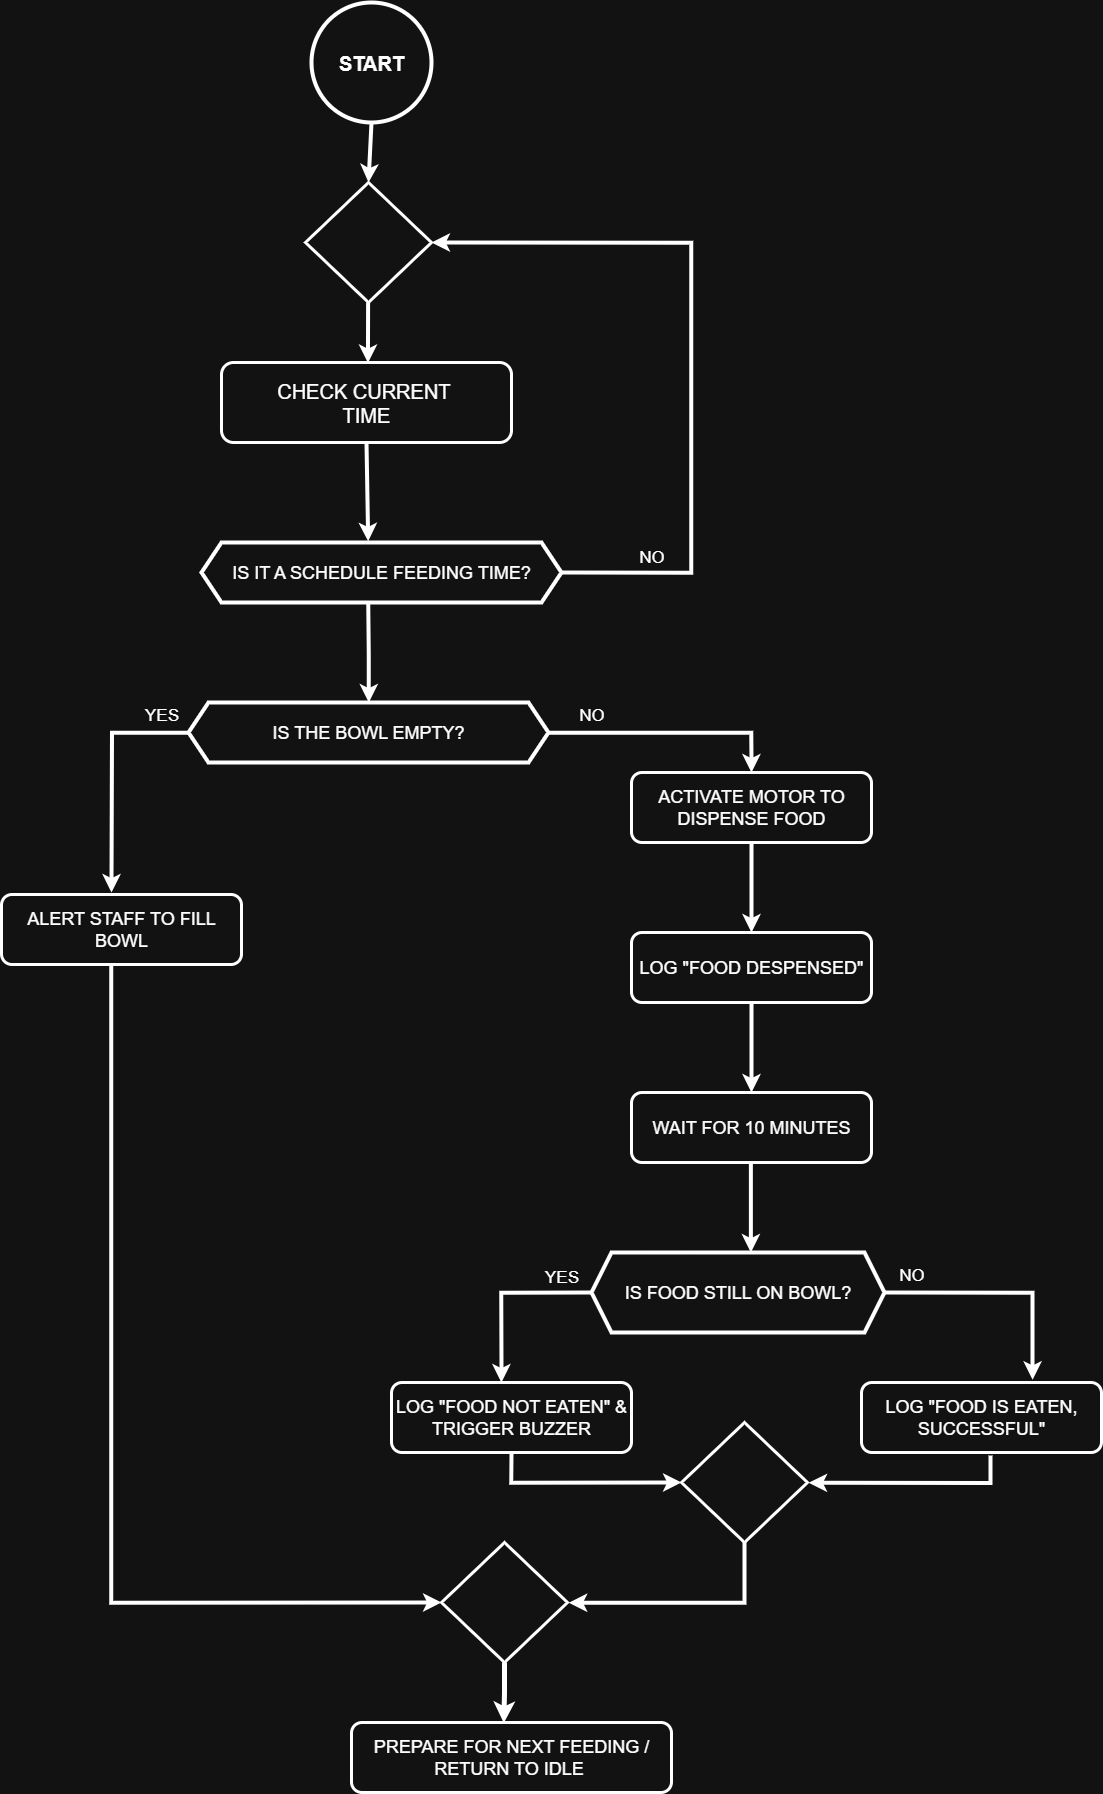 START
CHECK CURRENT
TIME
IS IT A SCHEDULE FEEDING TIME?
NO
YES
IS THE BOWL EMPTY?
NO
ACTIVATE MOTOR TO
DISPENSE FOOD
ALERT STAFF TO FILL
BOWL
LOG "FOOD DESPENSED"
WAIT FOR 10 MINUTES
YES
IS FOOD STILL ON BOWL?
NO
LOG "FOOD NOT EATEN" &
TRIGGER BUZZER
LOG "FOOD IS EATEN,
SUCCESSFUL"
PREPARE FOR NEXT FEEDING /
RETURN TO IDLE